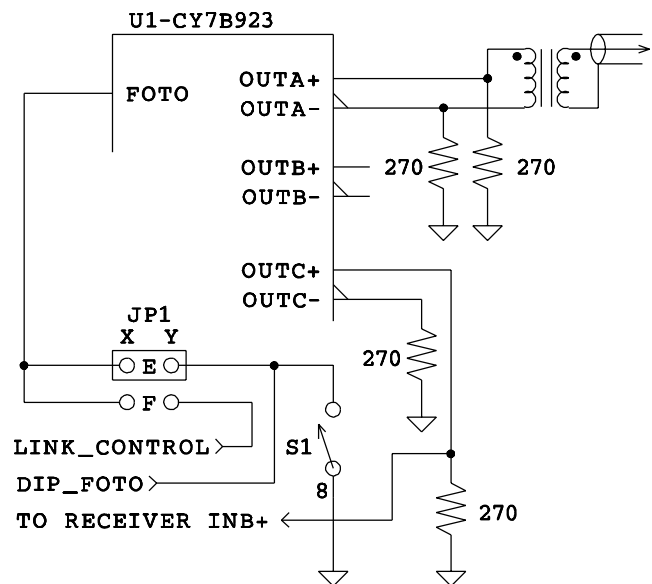 U1-CY7B923
FOTO
OUTA+
OUTA-
OUTB+
OUTB-
270
270
OUTC+
OUTC-
JP1
X Y
E
270
F
LINK_CONTROL
S1
DIP_FOTO
8
TO RECEIVER INB+
270